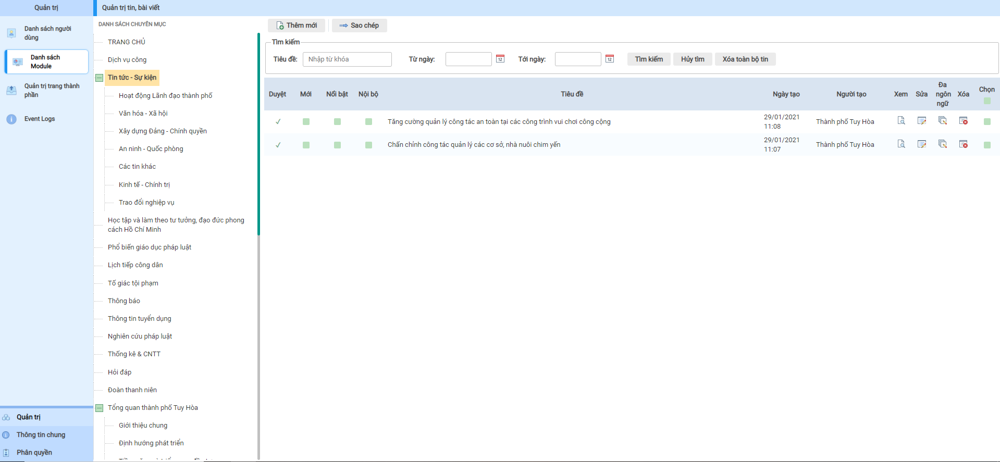 Quản trị
Danh sách người
dùng
Danh sách
Module
Quản trị trang thành
phần
Event Logs
Quản trị
Thông tin chung
Phân quyền
Quản trị tin, bài viết
DANH SÁCH CHUYÊN MỤC
TRANG CHỦ
Dịch vụ công
Tin tức - Sự kiện
Hoạt động Lãnh đạo thành phố
Văn hóa - Xã hội
Xây dựng Đảng - Chính quyền
An ninh - Quốc phòng
Các tin khác
Kinh tế - Chính trị
Trao đổi nghiệp vụ
Học tập và làm theo tư tưởng, đạo đức phong
cách Hồ Chí Minh
Phổ biến giáo dục pháp luật
Lịch tiếp công dân
Tố giác tội phạm
Thông báo
Thông tin tuyển dụng
Nghiên cứu pháp luật
Thống kê & CNTT
Hỏi đáp
Đoàn thanh niên
Tổng quan thành phố Tuy Hòa
Giới thiệu chung
Định hướng phát triển
Thêm mới Sao chép
Tìm kiếm
Tiêu đề: Nhập từ khóa Từ ngày: 12 Tới ngày: 12 Tìm kiếm Hủy tìm Xóa toàn bộ tin
Duyệt Mới Nổi bật Nội bộ Tiêu đề Ngày tạo Người tạo Xem Sửa Đa ngôn ngữ Xóa Chọn
Tăng cường quản lý công tác an toàn tại các công trình vui chơi công cộng 29/01/2021 11:08 Thành phố Tuy Hòa
Chấn chỉnh công tác quản lý các cơ sở, nhà nuôi chim yến 29/01/2021 11:07 Thành phố Tuy Hòa